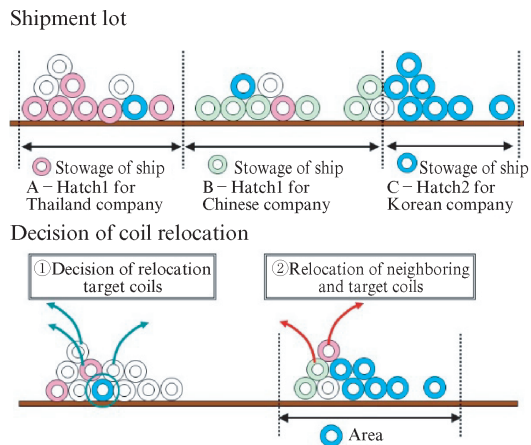 Shipment lot
Stowage of ship
A − Hatch1 for
Thailand company
Stowage of ship
B − Hatch1 for
Chinese company
Stowage of ship
C − Hatch2 for
Korean company
Decision of coil relocation
①Decision of relocation
target coils
②Relocation of neighboring
and target coils
Area